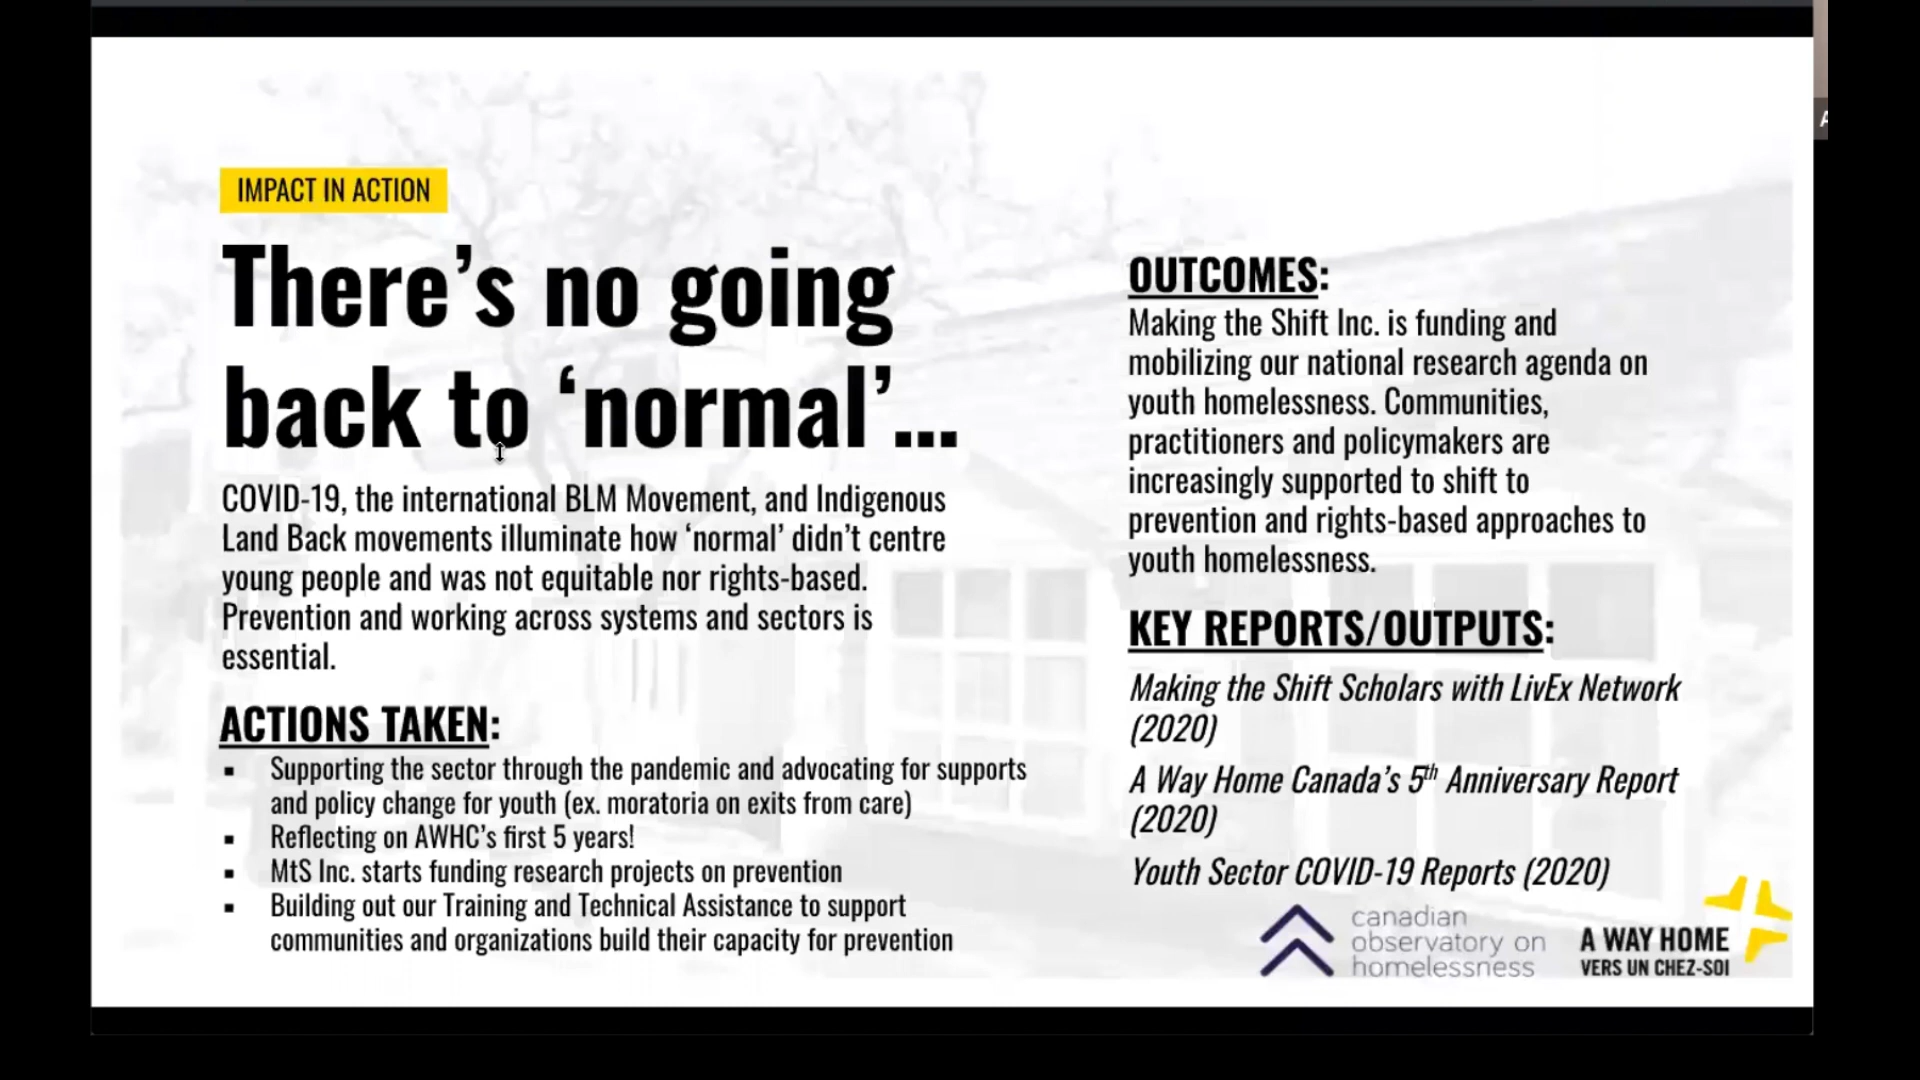 IMPACT IN ACTION
There’s no going
back to ‘normal’...
COVID-19, the international BLM Movement, and Indigenous
Land Back movements illuminate how ‘normal’ didn’t centre
young people and was not equitable nor rights-based.
Prevention and working across systems and sectors is
essential.
ACTIONS TAKEN:
▪ Supporting the sector through the pandemic and advocating for supports
and policy change for youth (ex. moratoria on exits from care)
▪ Reflecting on AWHC’s first 5 years!
▪ MtS Inc. starts funding research projects on prevention
▪ Building out our Training and Technical Assistance to support
communities and organizations build their capacity for prevention
OUTCOMES:
Making the Shift Inc. is funding and
mobilizing our national research agenda on
youth homelessness. Communities,
practitioners and policymakers are
increasingly supported to shift to
prevention and rights-based approaches to
youth homelessness.
KEY REPORTS/OUTPUTS:
Making the Shift Scholars with LivEx Network
(2020)
A Way Home Canada’s 5th Anniversary Report
(2020)
Youth Sector COVID-19 Reports (2020)
canadian
observatory on
homelessness
A WAY HOME
VERS UN CHEZ-SOI